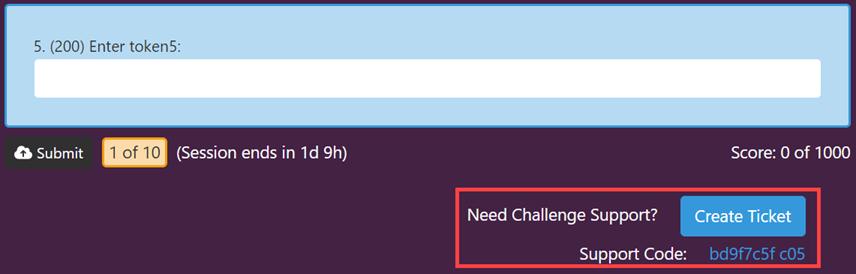 5. (200) Enter token5:
Submit 1 of 10 (Session ends in 1d 9h) Score: 0 of 1000
Need Challenge Support? Create Ticket
Support Code: bd9f7c5f c05